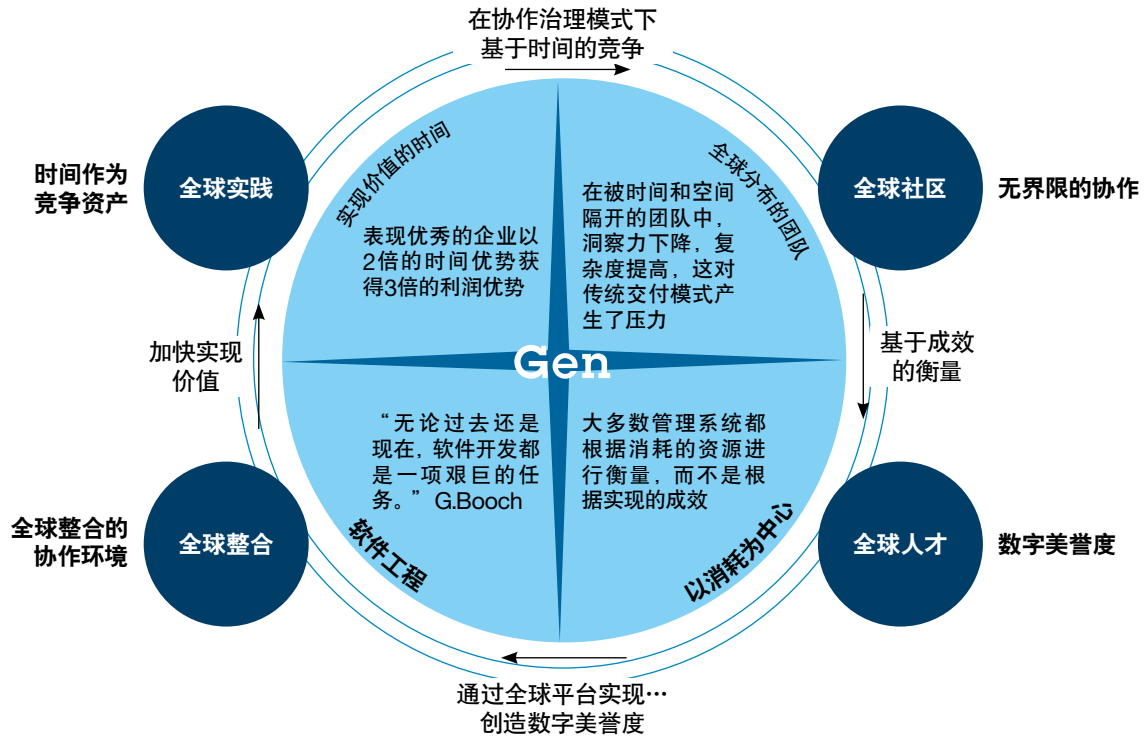 在协作治理模式下
基于时间的竞争
时间作为
竞争资产
全球实践
实现价值的时间
表现优秀的企业以
2倍的时间优势获
得3倍的利润优势
全球分布的团队
在被时间和空间
隔开的团队中，
洞察力下降，复
杂度提高，这对
传统交付模式产
生了压力
全球社区
无界限的协作
加快实现
价值
Gen
基于成效
的衡量
“无论过去还是
现在，软件开发都
是一项艰巨的任
务。”G.Booch
软件工程
大多数管理系统都
根据消耗的资源进
行衡量，而不是根
据实现的成效
以消耗为中心
全球整合的
协作环境
全球整合
全球人才
数字美誉度
通过全球平台实现…
创造数字美誉度